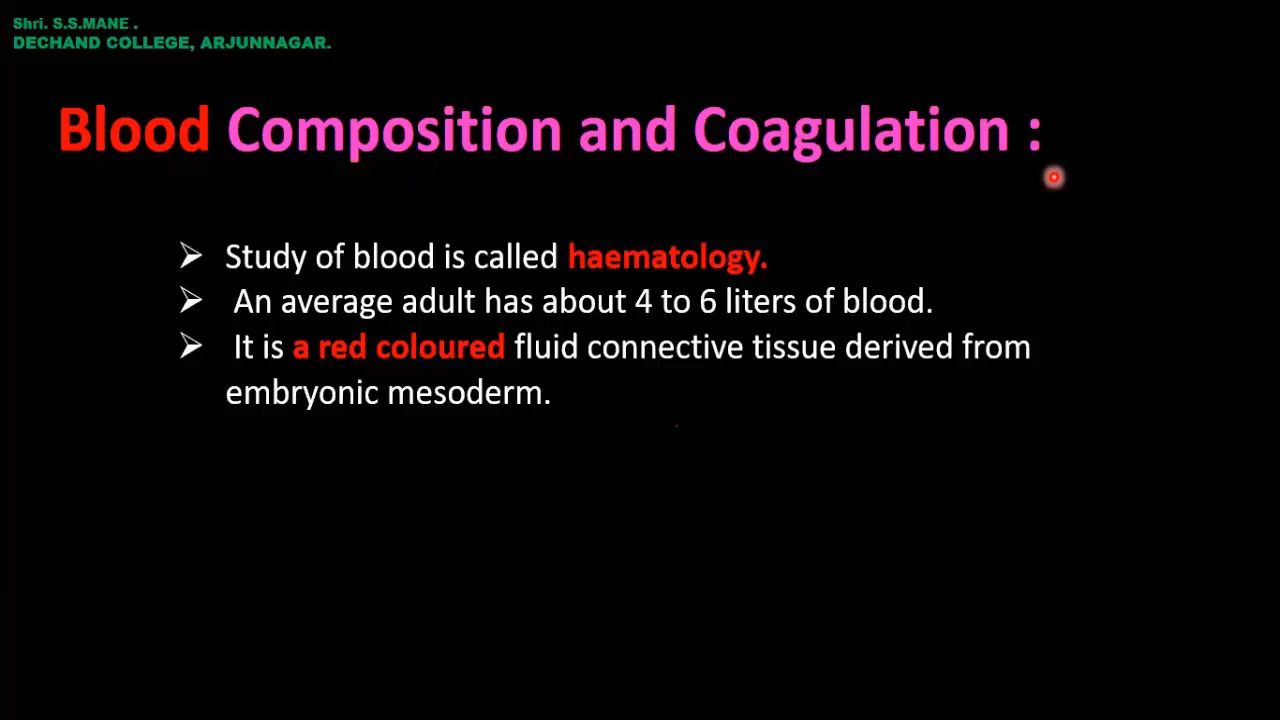 Shri. S.S.MANE .
DECHAND COLLEGE, ARJUNNAGAR.
Blood Composition and Coagulation :
➢ Study of blood is called haematology.
➢ An average adult has about 4 to 6 liters of blood.
➢ It is a red coloured fluid connective tissue derived from
embryonic mesoderm.